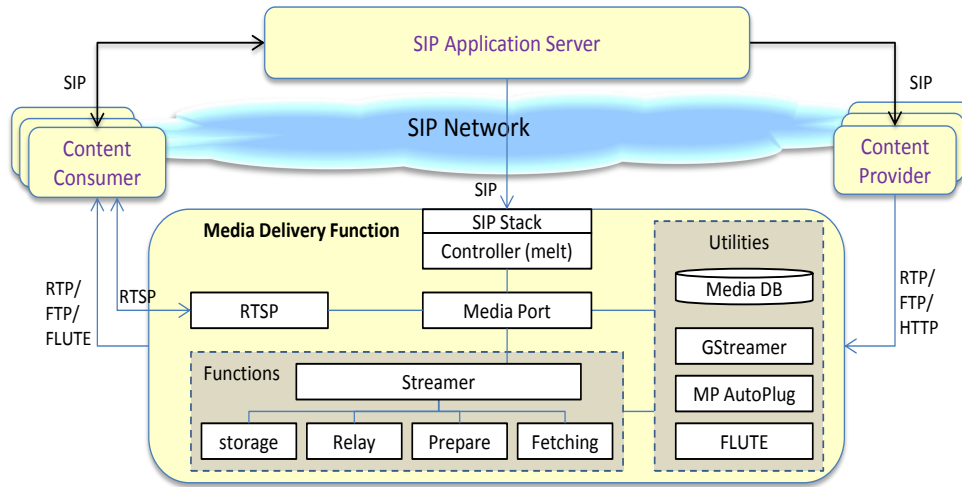 SIP Application Server
SIP
SIP
SIP Network
Content
Consumer
Content
Provider
SIP
Media Delivery Function
SIP Stack
Controller (melt)
Utilities
Media DB
RTP/
FTP/
FLUTE
RTSP
RTSP
Media Port
RTP/
FTP/
HTTP
GStreamer
Functions
Streamer
MP AutoPlug
storage
Relay
Prepare
Fetching
FLUTE